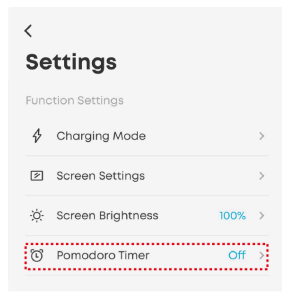 Settings
Function Settings
Charging Mode
Screen Settings
Screen Brightness 100%
Pomodoro Timer Off